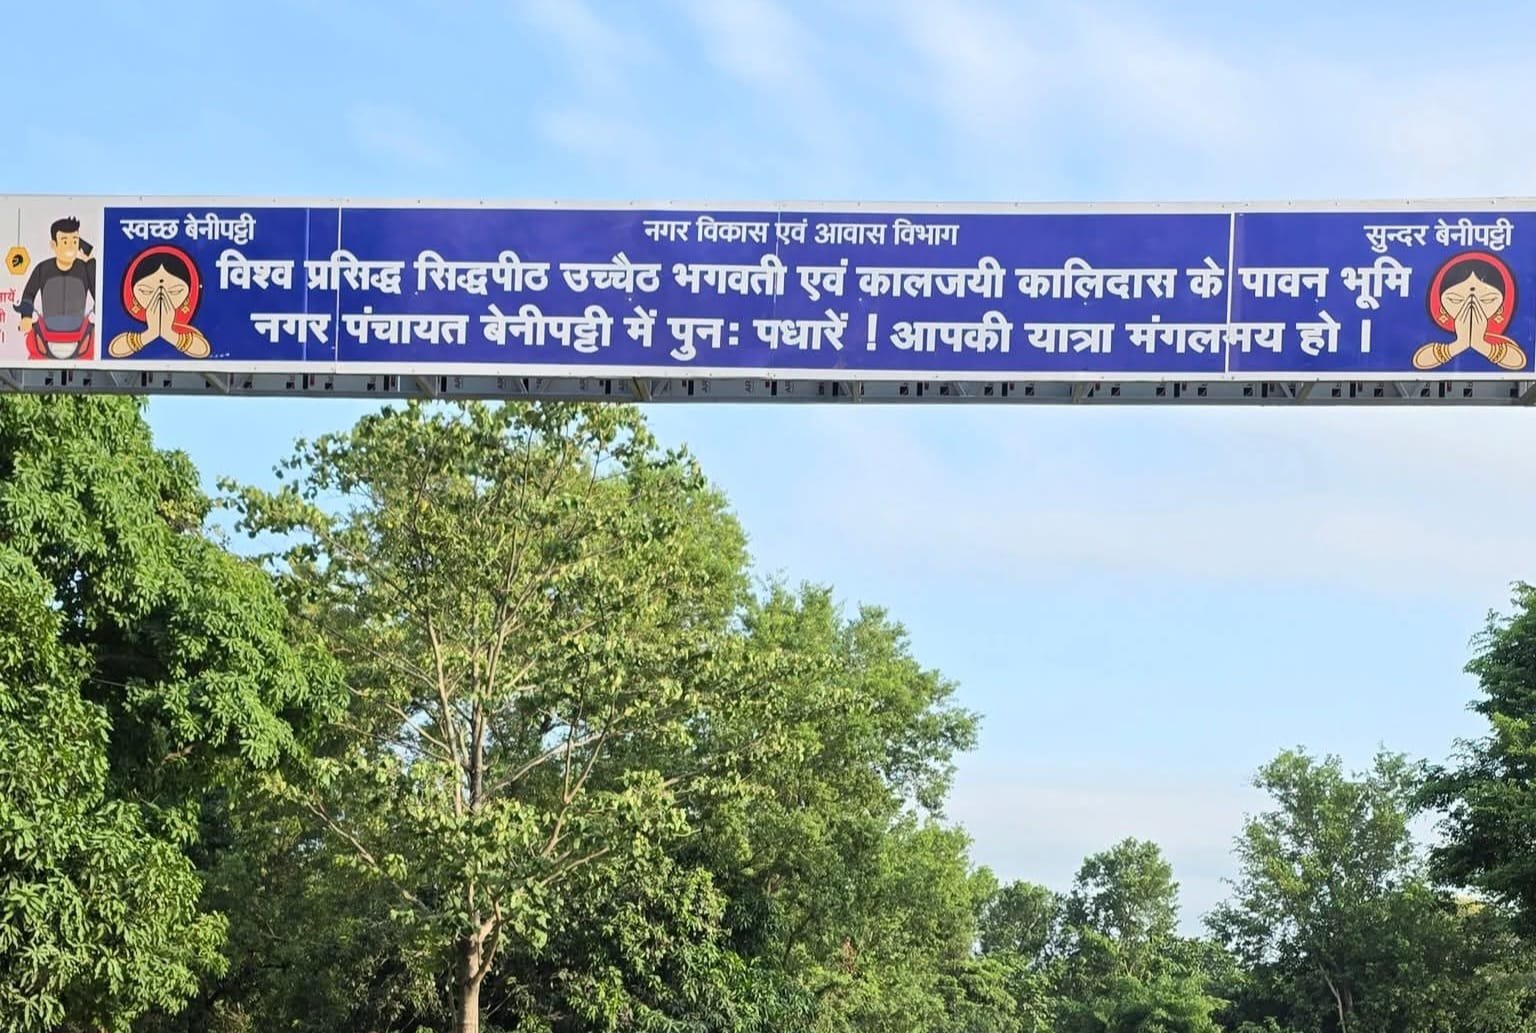 स्वच्छ बेनीपट्टी
नगर विकास एवं आवास विभाग
सुन्दर बेनीपट्टी
विश्व प्रसिद्ध सिद्धपीठ उच्चैठ भगवती एवं कालजयी कालिदास के पावन भूमि
नगर पंचायत बेनीपट्टी में पुनः पधारें ! आपकी यात्रा मंगलमय हो ।